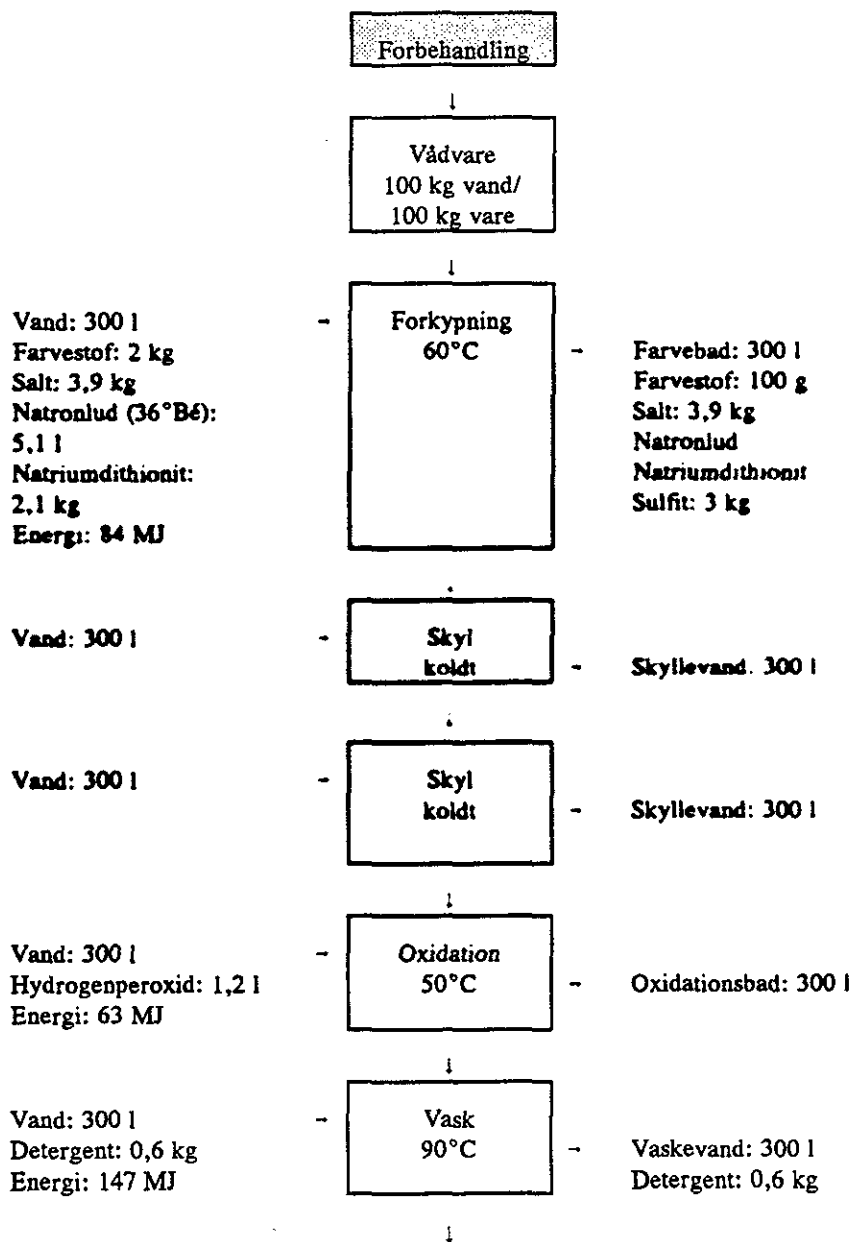 Forbehandling
↓
Vådvare
100 kg vand/
100 kg vare
↓
Vand: 300 l
Farvestof: 2 kg
Salt: 3,9 kg
Natronlud (36°Bé):
5,1 l
Natriumdithionit:
2,1 kg
Energi: 84 MJ
Forkypning
60°C
Farvebad: 300 l
Farvestof: 100 g
Salt: 3,9 kg
Natronlud
Natriumdithionit
Sulfit: 3 kg
Vand: 300 l
Skyl
koldt
Skyllevand. 300 l
Vand: 300 l
Skyl
koldt
Skyllevand: 300 l
↓
Vand: 300 l
Hydrogenperoxid: 1,2 l
Energi: 63 MJ
Oxidation
50°C
Oxidationsbad: 300 l
↓
Vand: 300 l
Detergent: 0,6 kg
Energi: 147 MJ
Vask
90°C
Vaskevand: 300 l
Detergent: 0,6 kg
↓